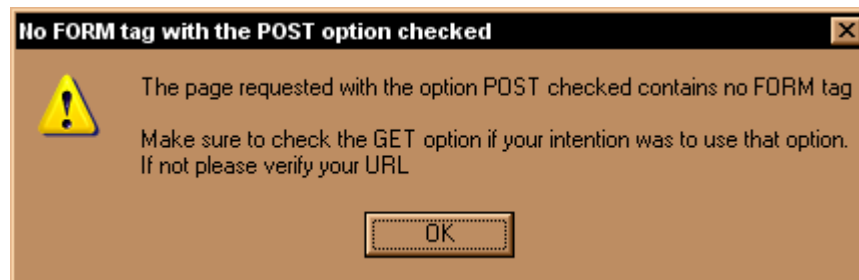 No FORM tag with the POST option checked
The page requested with the option POST checked contains no FORM tag
Make sure to check the GET option if your intention was to use that option.
If not please verify your URL
OK